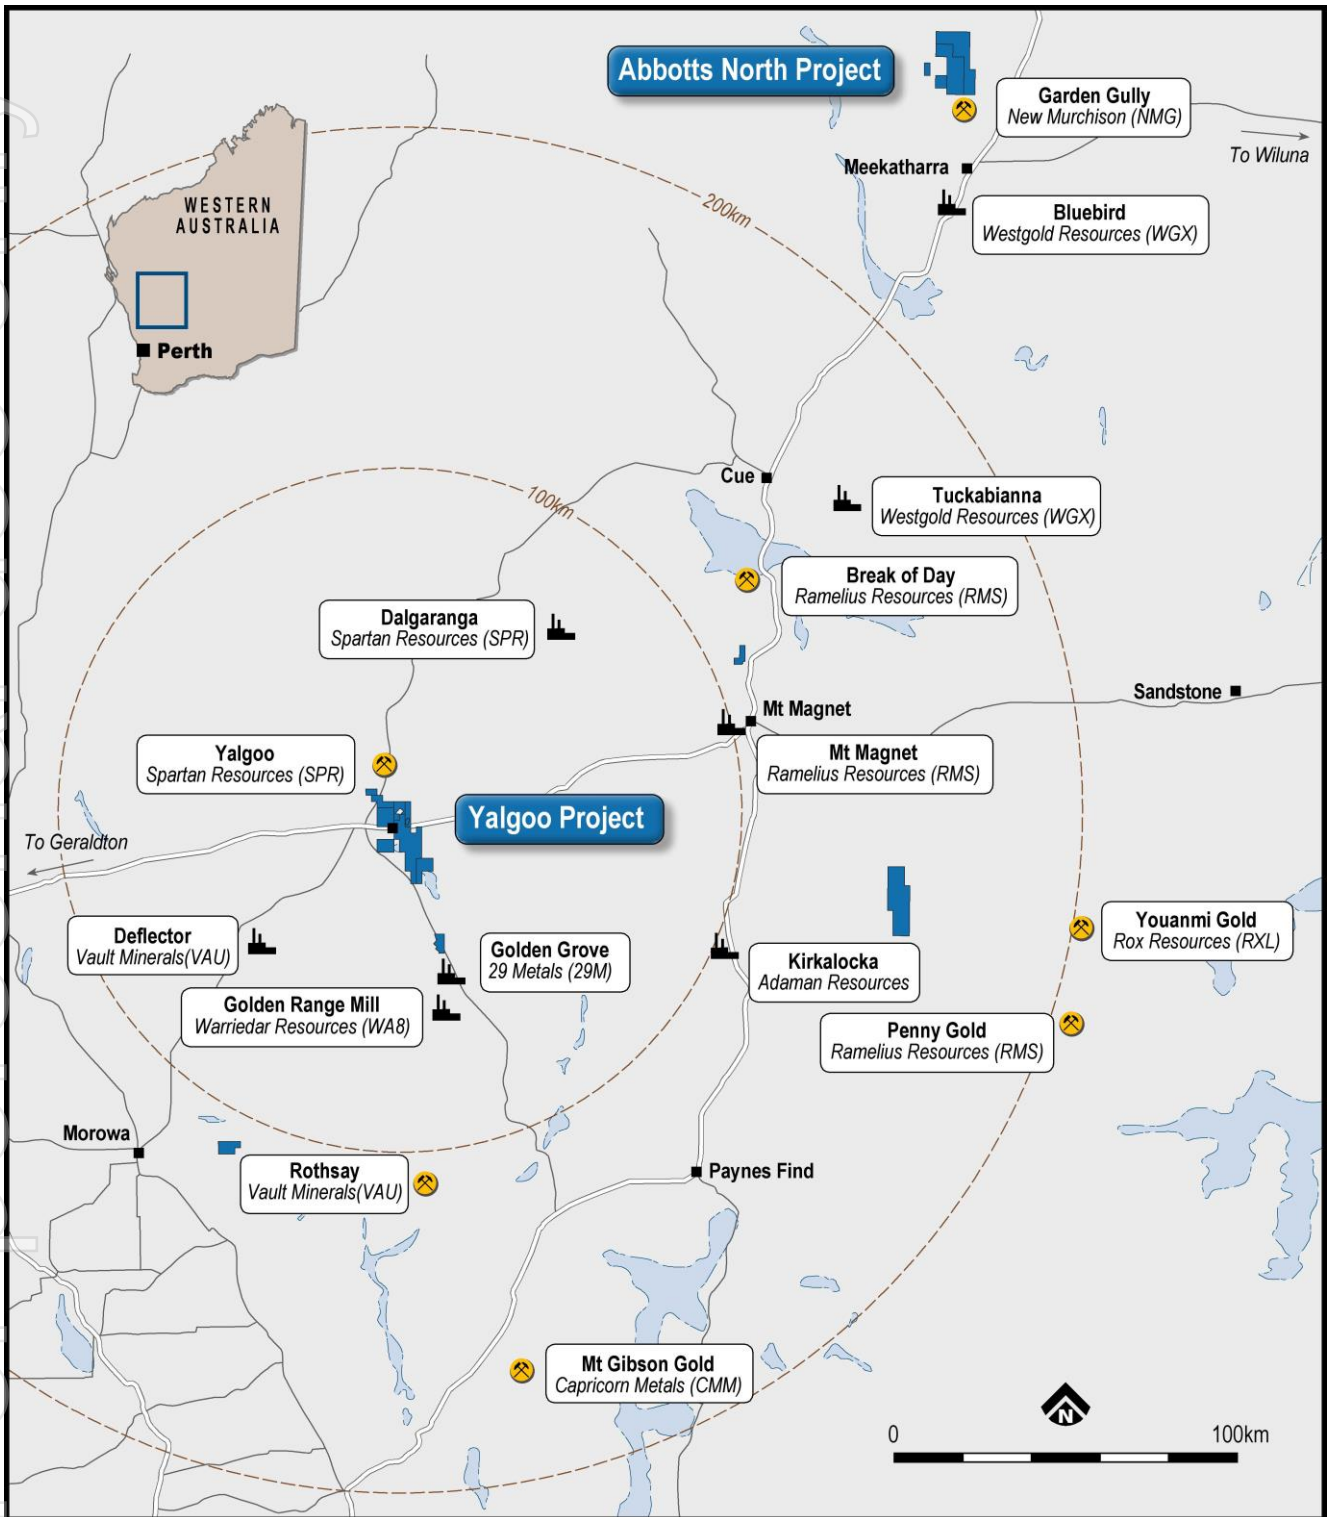 Abbotts North Project
Garden Gully
New Murchison (NMG)
To Wiluna
Meekatharra
WESTERN
AUSTRALIA
200km
Bluebird
Westgold Resources (WGX)
Perth
Cue
100km
Tuckabianna
Westgold Resources (WGX)
Break of Day
Ramelius Resources (RMS)
Dalgaranga
Spartan Resources (SPR)
Sandstone
Mt Magnet
Yalgoo
Spartan Resources (SPR)
Mt Magnet
Ramelius Resources (RMS)
Yalgoo Project
To Geraldton
Deflector
Vault Minerals(VAU)
Golden Grove
29 Metals (29M)
Kirkalocka
Adaman Resources
Youanmi Gold
Rox Resources (RXL)
Golden Range Mill
Warriedar Resources (WA8)
Penny Gold
Ramelius Resources (RMS)
Morowa
Rothsay
Vault Minerals(VAU)
Paynes Find
Mt Gibson Gold
Capricorn Metals (CMM)
N
0 100km